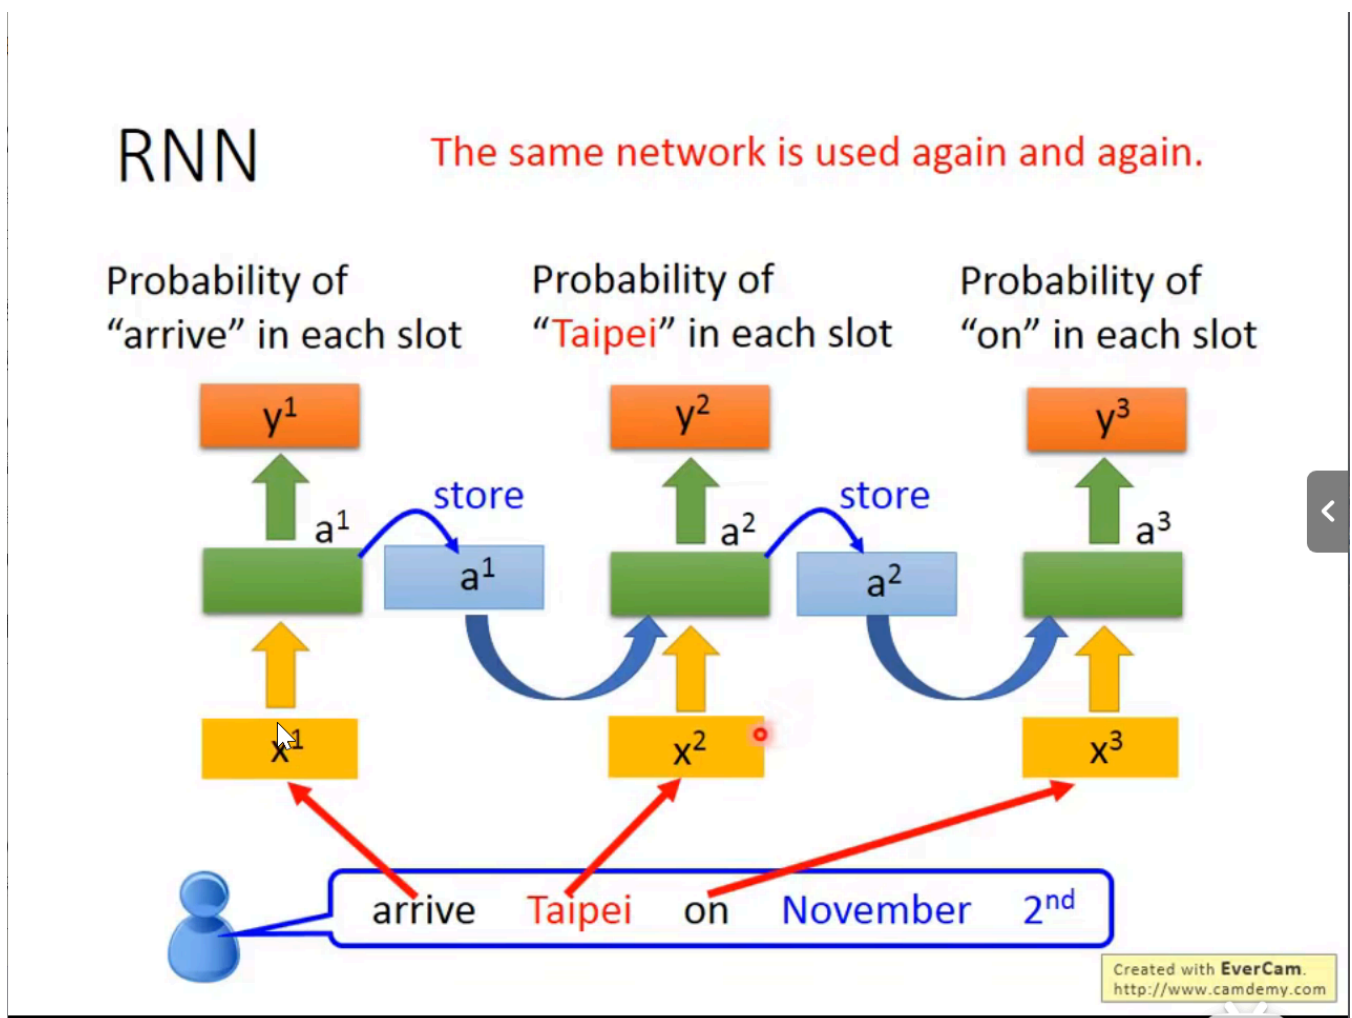 RNN
The same network is used again and again.
Probability of
“arrive” in each slot
Probability of
“Taipei” in each slot
Probability of
“on” in each slot
y¹
y²
y³
store
store
a¹
a²
a³
a¹
a²
x¹
x²
x³
arrive Taipei on November 2nd
Created with EverCam.
http://www.camdemy.com